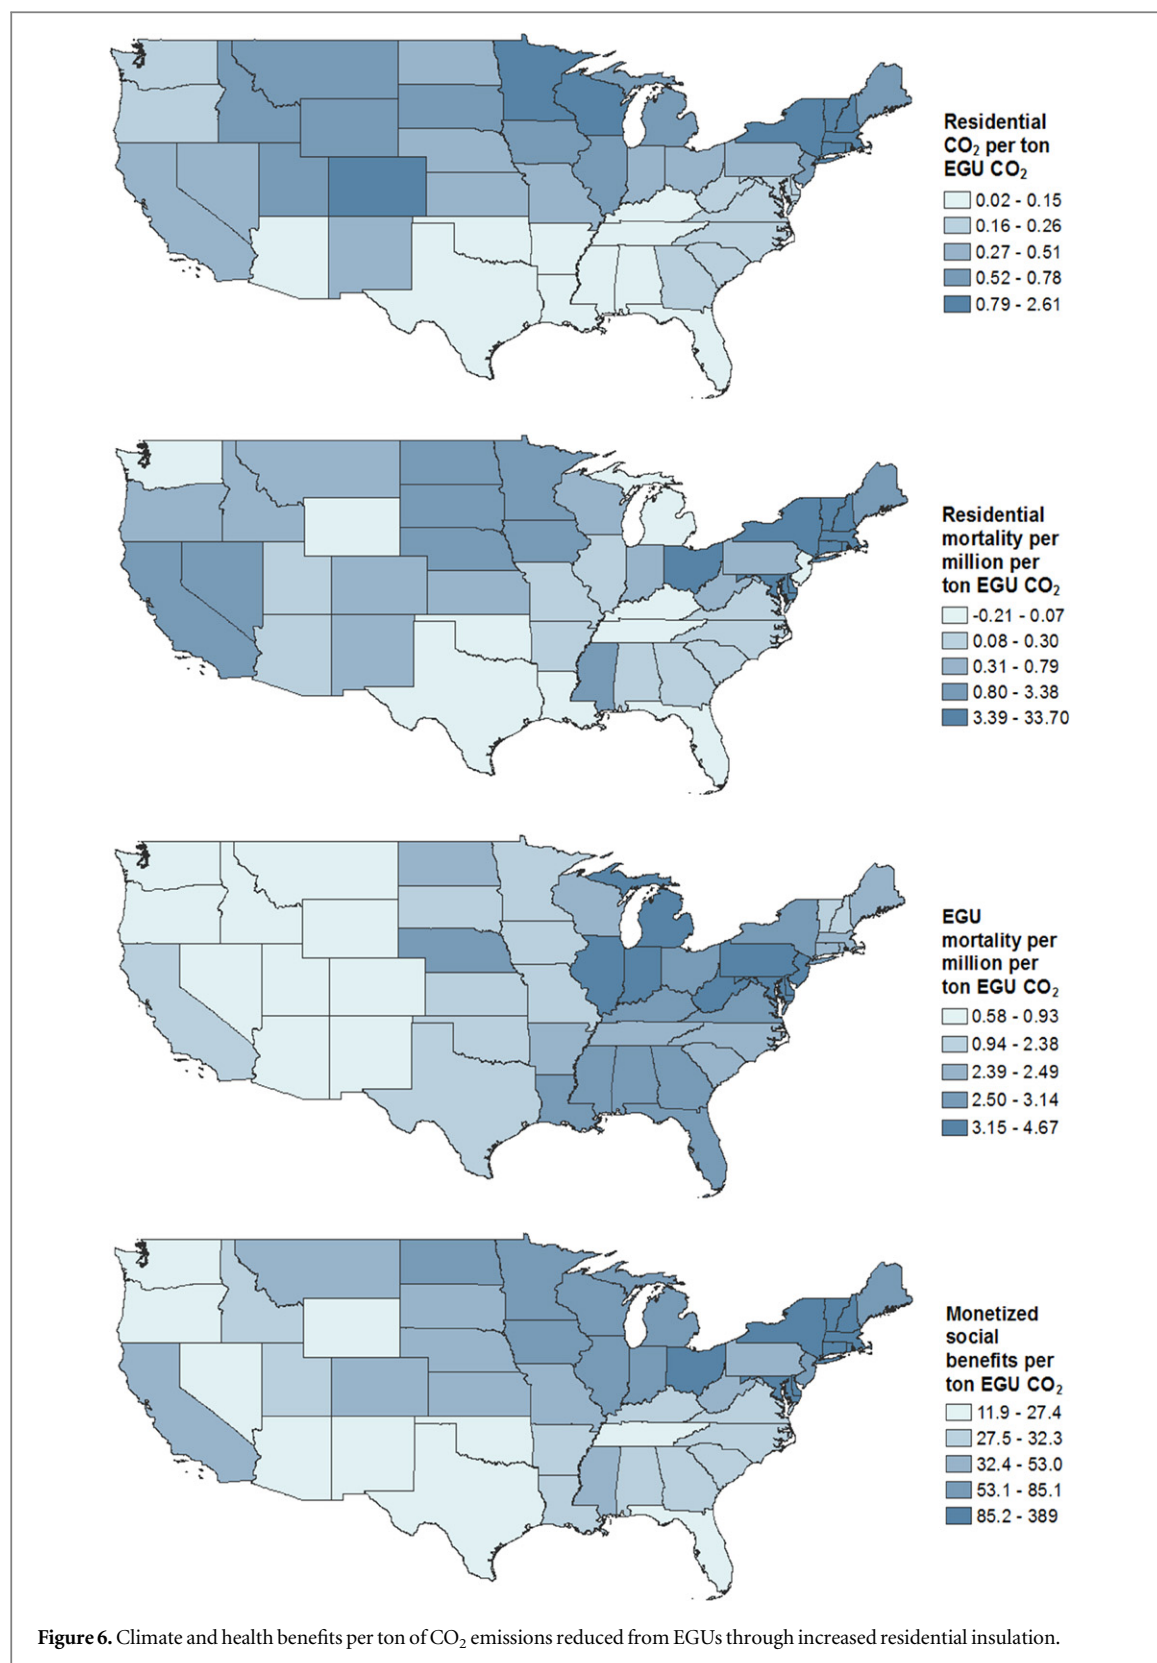 Residential
CO₂ per ton
EGU CO₂
0.02 - 0.15
0.16 - 0.26
0.27 - 0.51
0.52 - 0.78
0.79 - 2.61
Residential
mortality per
million per
ton EGU CO₂
-0.21 - 0.07
0.08 - 0.30
0.31 - 0.79
0.80 - 3.38
3.39 - 33.70
EGU
mortality per
million per
ton EGU CO₂
0.58 - 0.93
0.94 - 2.38
2.39 - 2.49
2.50 - 3.14
3.15 - 4.67
Monetized
social
benefits per
ton EGU CO₂
11.9 - 27.4
27.5 - 32.3
32.4 - 53.0
53.1 - 85.1
85.2 - 389
Figure 6. Climate and health benefits per ton of CO₂ emissions reduced from EGUs through increased residential insulation.